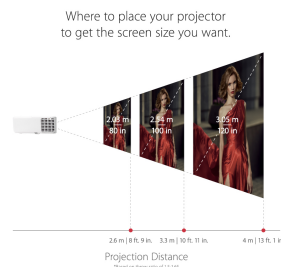 Where to place your projector
to get the screen size you want.
2.03 m
80 in
2.54 m
100 in
3.05 m
120 in
2.6 m | 8 ft. 9 in.
3.3 m | 10 ft. 11 in.
4 m | 13 ft. 1 in
Projection Distance